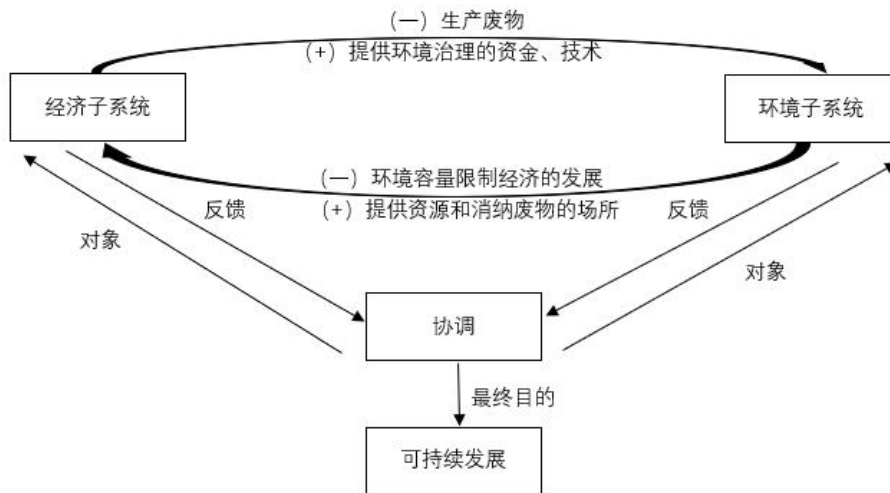 （一）生产废物
（+）提供环境治理的资金、技术
经济子系统
环境子系统
（一）环境容量限制经济的发展
（+）提供资源和消纳废物的场所
反馈
反馈
对象
对象
协调
最终目的
可持续发展